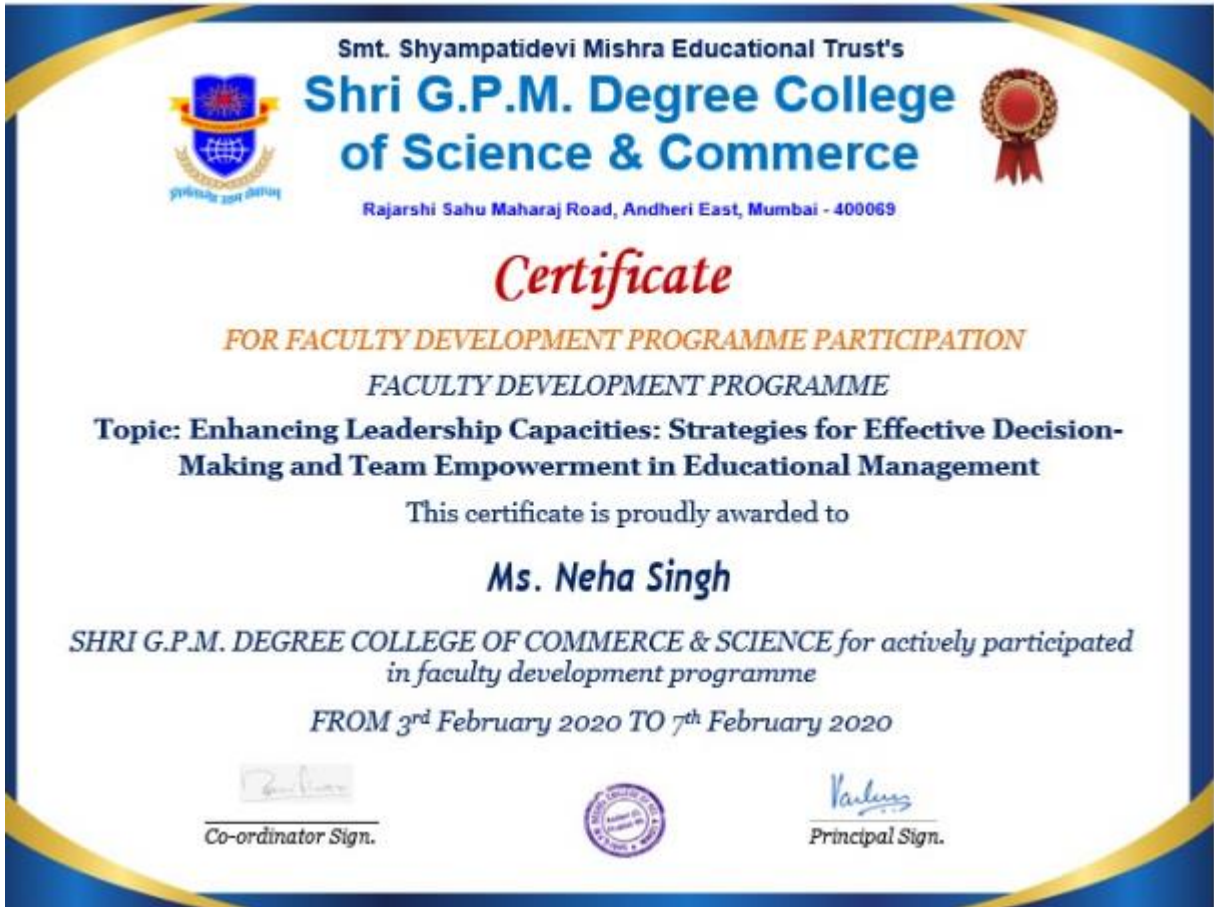 Smt. Shyampatidevi Mishra Educational Trust's
Shri G.P.M. Degree College
of Science & Commerce
Rajarshi Sahu Maharaj Road, Andheri East, Mumbai - 400069
Certificate
FOR FACULTY DEVELOPMENT PROGRAMME PARTICIPATION
FACULTY DEVELOPMENT PROGRAMME
Topic: Enhancing Leadership Capacities: Strategies for Effective Decision-
Making and Team Empowerment in Educational Management
This certificate is proudly awarded to
Ms. Neha Singh
SHRI G.P.M. DEGREE COLLEGE OF COMMERCE & SCIENCE for actively participated
in faculty development programme
FROM 3rd February 2020 TO 7th February 2020
Co-ordinator Sign.
Principal Sign.